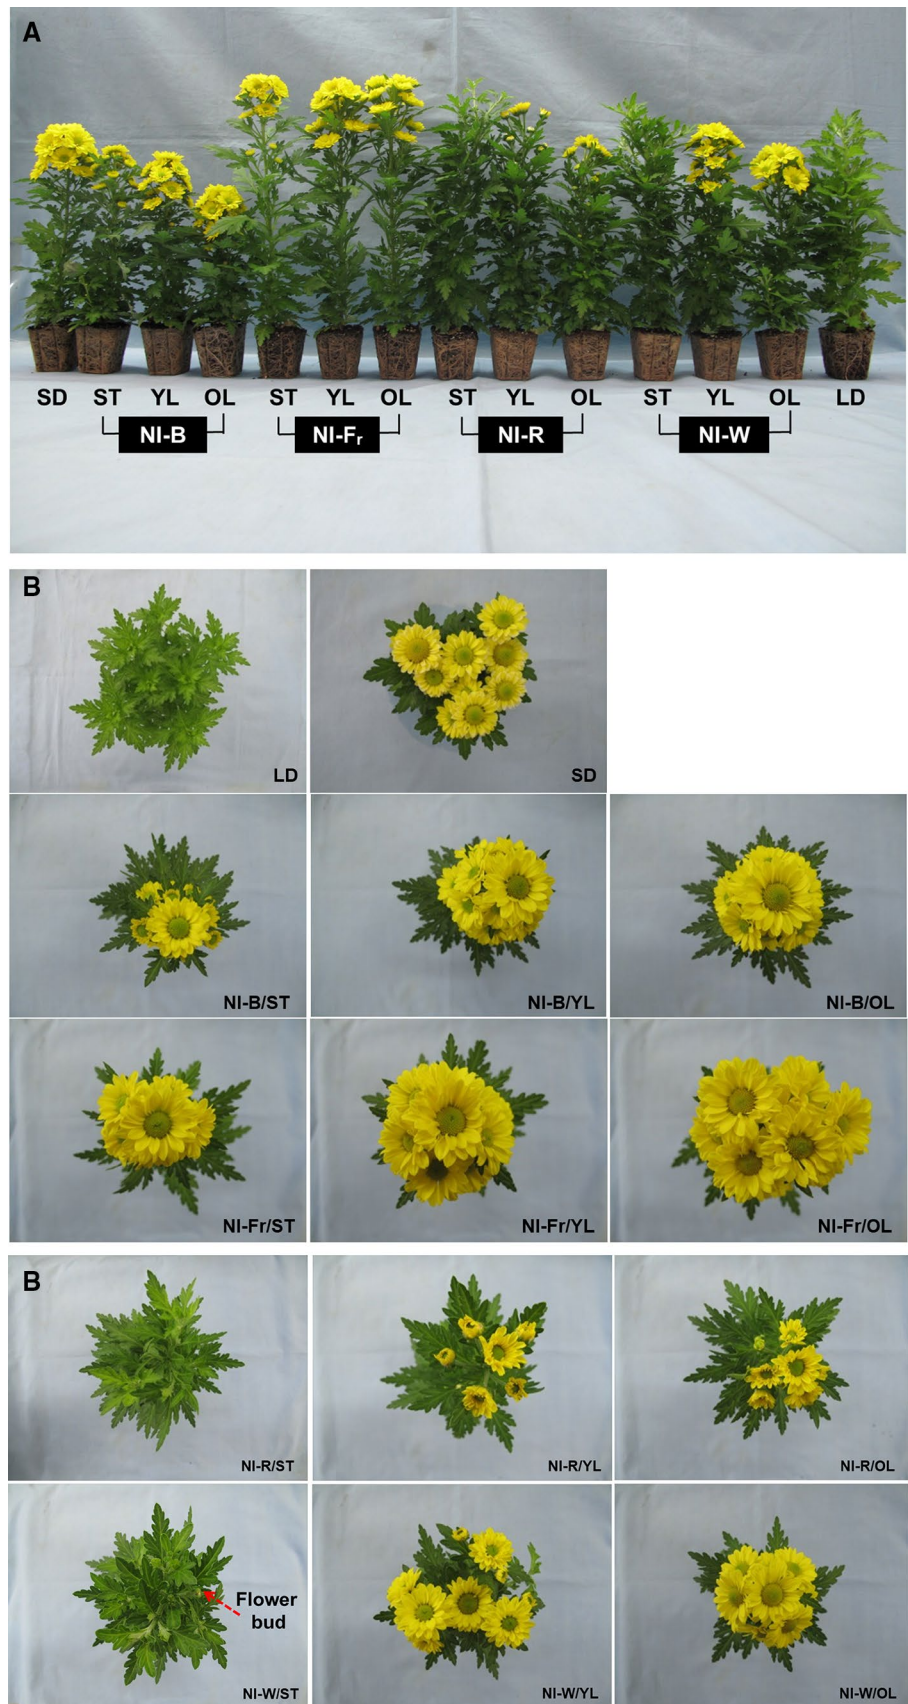 A
SD ST YL OL ST YL OL ST YL OL ST YL OL LD
NI-B NI-Fr NI-R NI-W
B
LD SD
NI-B/ST NI-B/YL NI-B/OL
NI-Fr/ST NI-Fr/YL NI-Fr/OL
B
NI-R/ST NI-R/YL NI-R/OL
Flower
bud
NI-W/ST NI-W/YL NI-W/OL